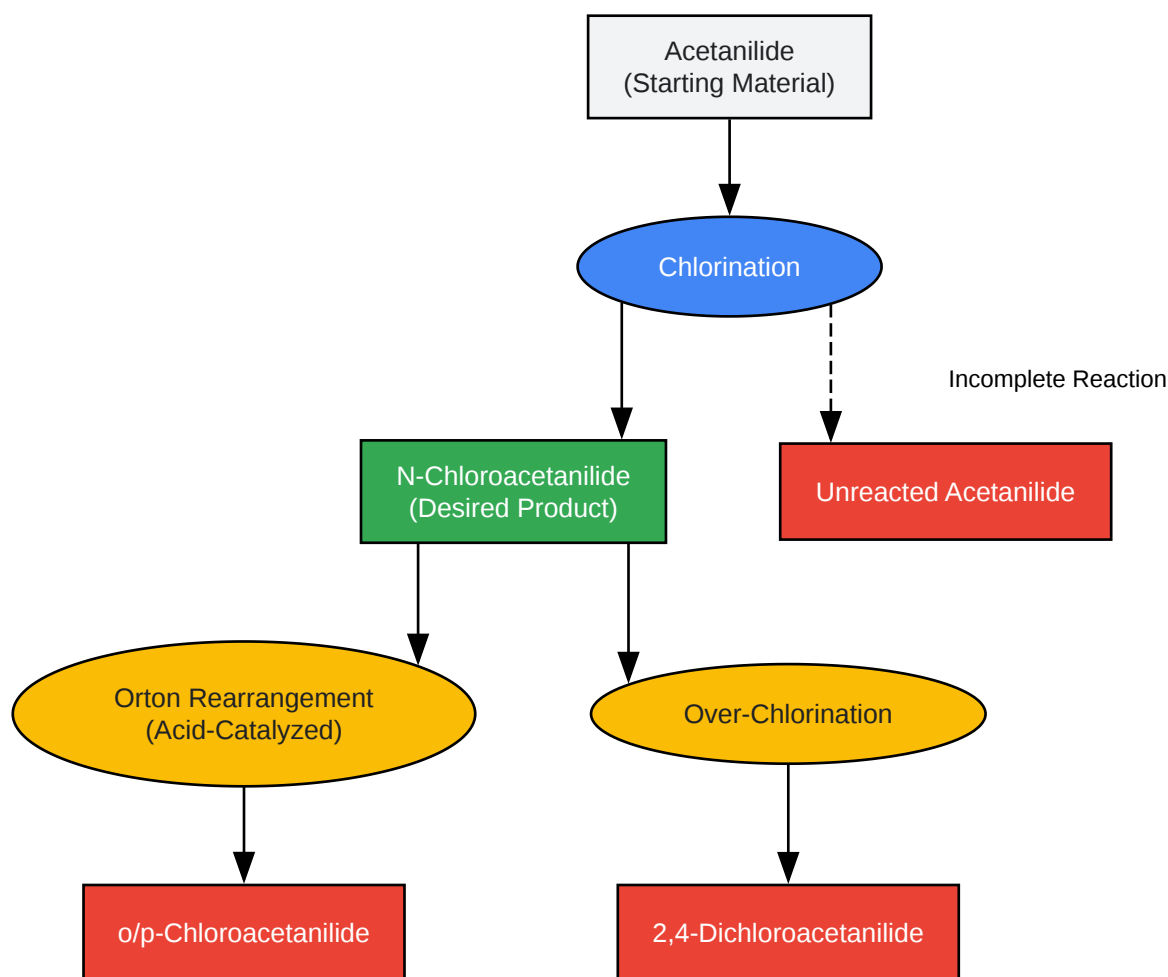 Acetanilide
(Starting Material)
Chlorination
Incomplete Reaction
N-Chloroacetanilide
(Desired Product)
Unreacted Acetanilide
Orton Rearrangement
(Acid-Catalyzed)
Over-Chlorination
o/p-Chloroacetanilide
2,4-Dichloroacetanilide